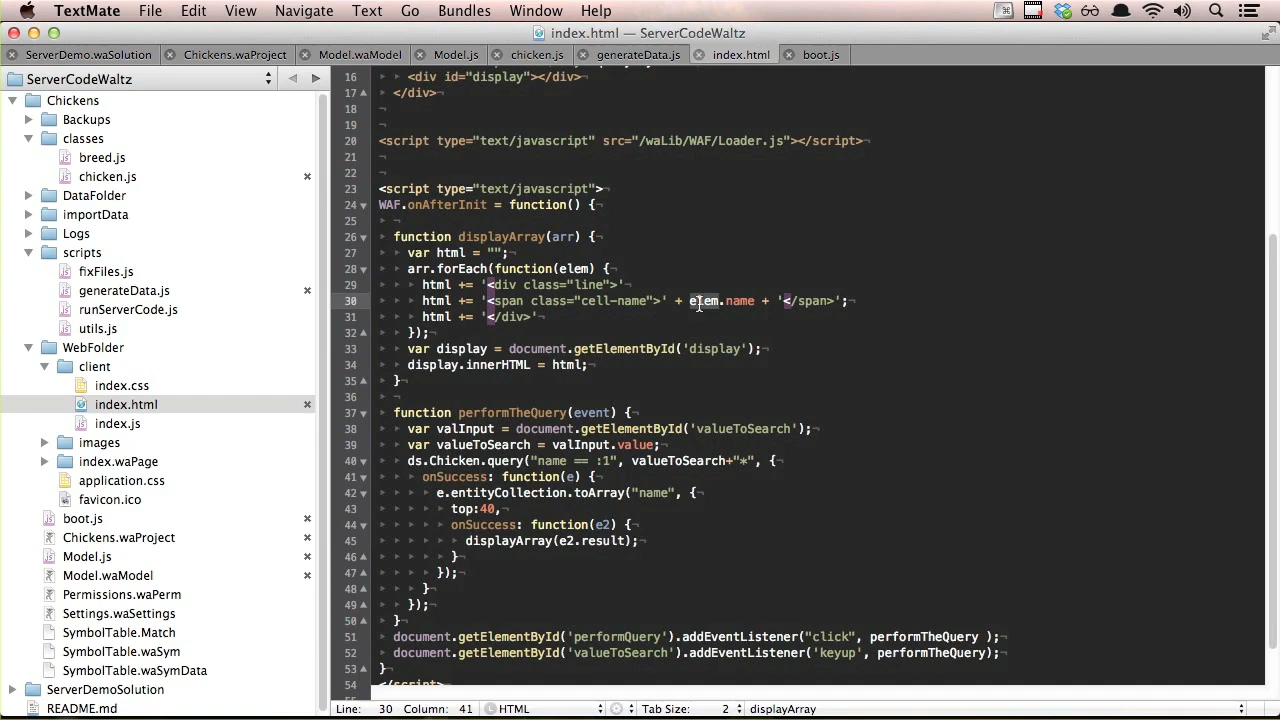 TextMate File Edit View Navigate Text Go Bundles Window Help
index.html — ServerCodeWaltz
ServerDemo.waSolution Chickens.waProject Model.waModel Model.js chicken.js generateData.js index.html boot.js
ServerCodeWaltz
Chickens
Backups
classes
breed.js
chicken.js
DataFolder
importData
Logs
scripts
fixFiles.js
generateData.js
runServerCode.js
utils.js
WebFolder
client
index.css
index.html
index.js
images
index.waPage
application.css
favicon.ico
boot.js
Chickens.waProject
Model.js
Model.waModel
Permissions.waPerm
Settings.waSettings
SymbolTable.Match
SymbolTable.waSym
SymbolTable.waSymData
ServerDemoSolution
README.md
16 <div id="display"></div>¬
17 </div>¬
18 ¬
19 ¬
20 <script type="text/javascript" src="/waLib/WAF/Loader.js"></script>¬
21 ¬
22 ¬
23 <script type="text/javascript">¬
24 WAF.onAfterInit = function() {¬
25 ¬
26 function displayArray(arr) {¬
27 var html = "";¬
28 arr.forEach(function(elem) {¬
29 html += '<div class="line">'¬
30 html += '<span class="cell-name">' + elem.name + '</span>';¬
31 html += '</div>'¬
32 });¬
33 var display = document.getElementById('display');¬
34 display.innerHTML = html;¬
35 }¬
36 ¬
37 function performTheQuery(event) {¬
38 var valInput = document.getElementById('valueToSearch');¬
39 var valueToSearch = valInput.value;¬
40 ds.Chicken.query("name == :1", valueToSearch+"*", {¬
41 onSuccess: function(e) {¬
42 e.entityCollection.toArray("name", {¬
43 top:40,¬
44 onSuccess: function(e2) {¬
45 displayArray(e2.result);¬
46 }¬
47 });¬
48 }¬
49 });¬
50 }¬
51 document.getElementById('performQuery').addEventListener("click", performTheQuery );¬
52 document.getElementById('valueToSearch').addEventListener('keyup', performTheQuery);¬
53 }¬
54 </script>¬
Line: 30 Column: 41 HTML Tab Size: 2 displayArray